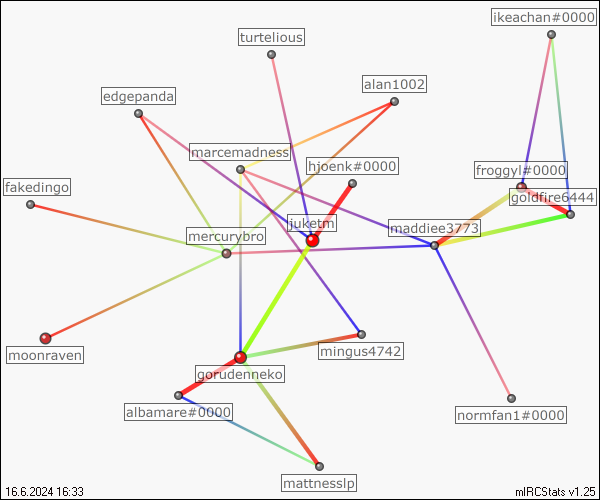 ikeachan#0000
turtelious
alan1002
edgepanda
marcemadness
hjoenk#0000
froggyl#0000
fakedingo
goldfire6444
juketm
maddiee3773
mercurybro
moonraven
mingus4742
gorudenneko
albamare#0000
normfan1#0000
mattnesslp
16.6.2024 16:33
mIRCStats v1.25